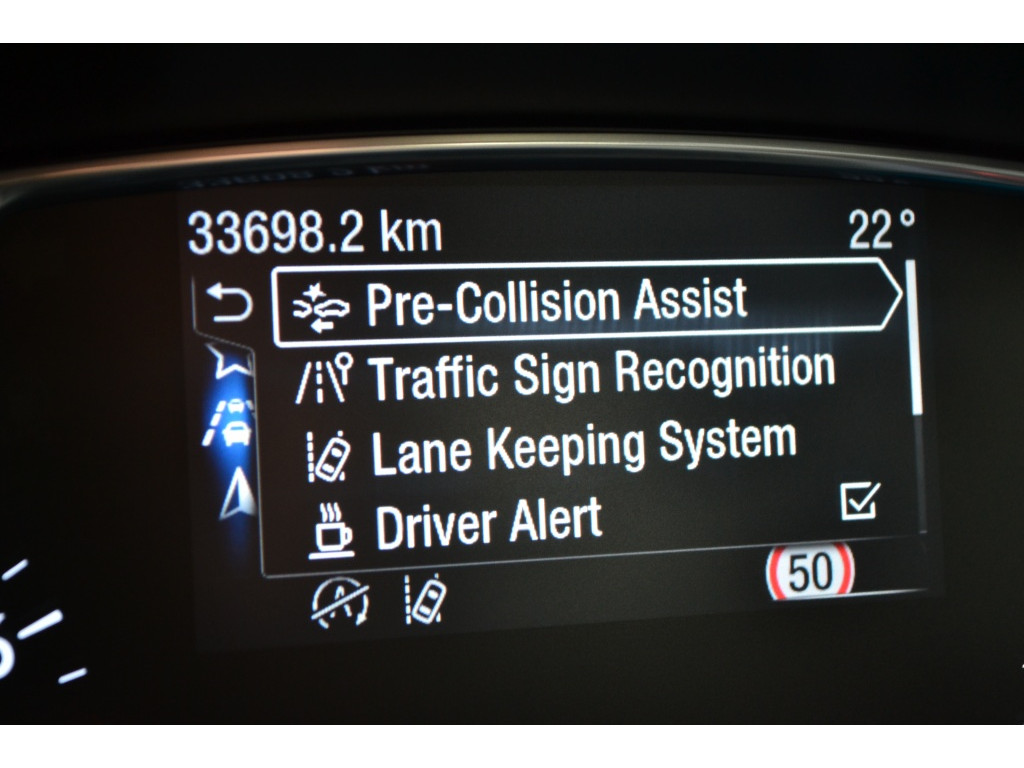 33698.2 km 22°
Pre-Collision Assist
Traffic Sign Recognition
Lane Keeping System
Driver Alert
50